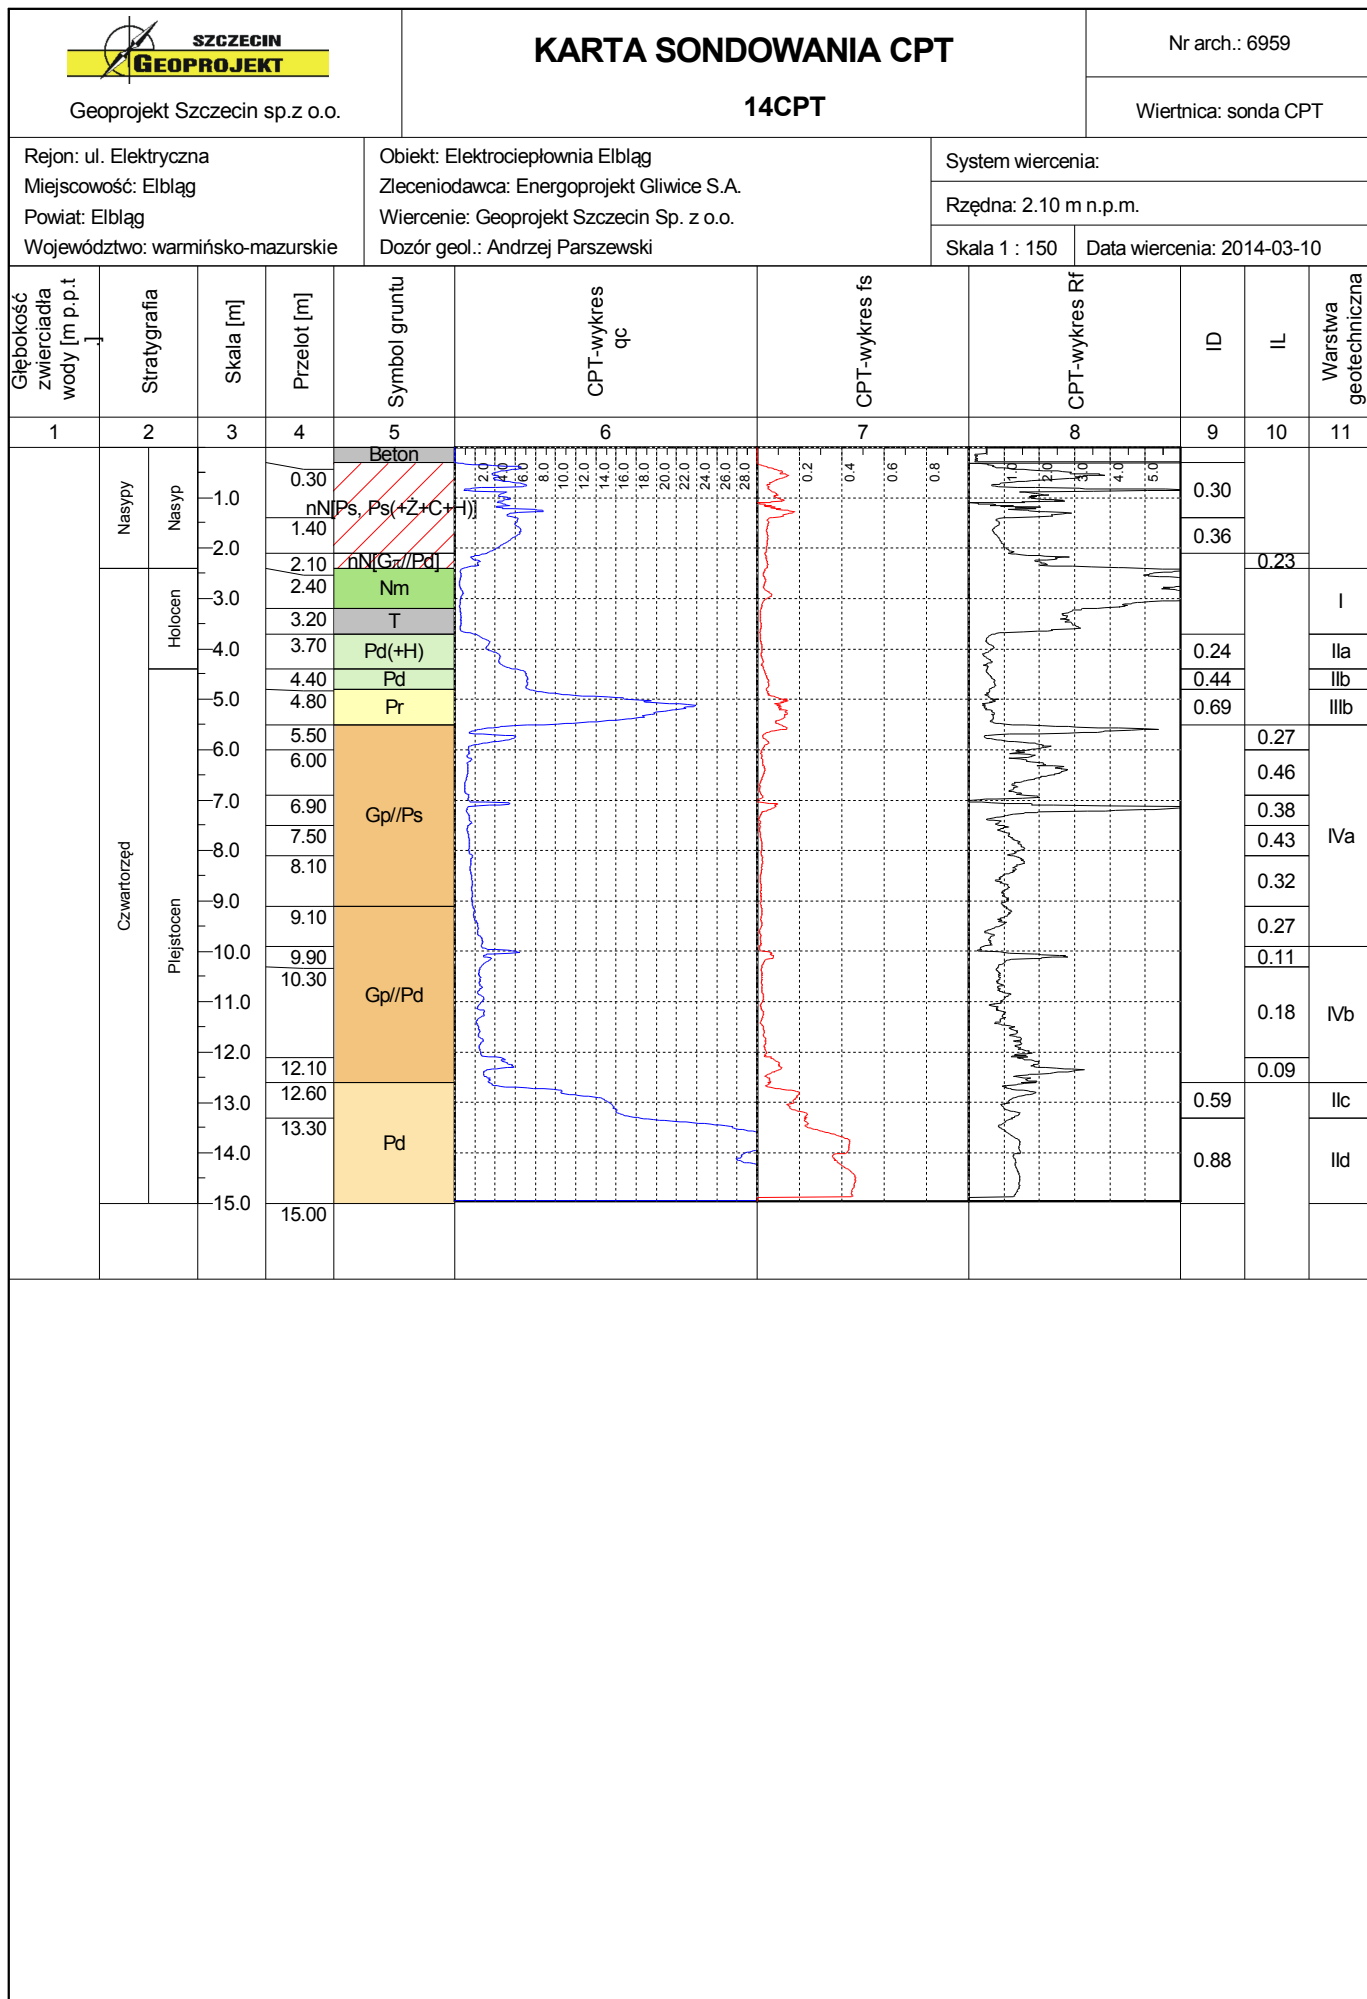 SZCZECIN
GEOPROJEKT
Geoprojekt Szczecin sp.z o.o.
KARTA SONDOWANIA CPT
14CPT
Nr arch.: 6959
Wiertnica: sonda CPT
Rejon: ul. Elektryczna
Miejscowość: Elbląg
Powiat: Elbląg
Województwo: warmińsko-mazurskie
Obiekt: Elektrociepłownia Elbląg
Zleceniodawca: Energoprojekt Gliwice S.A.
Wiercenie: Geoprojekt Szczecin Sp. z o.o.
Dozór geol.: Andrzej Parszewski
System wiercenia:
Rzędna: 2.10 m n.p.m.
Skala 1 : 150
Data wiercenia: 2014-03-10
Głębokość
zwierciadła
wody [m p.p.t
.]
Stratygrafia
Skala [m]
Przelot [m]
Symbol gruntu
CPT-wykres
qc
CPT-wykres fs
CPT-wykres Rf
ID
IL
Warstwa
geotechniczna
1 2 3 4 5 6 7 8 9 10 11
Nasypy
Nasyp
Czwartorzęd
Holocen
Plejstocen
1.0
2.0
3.0
4.0
5.0
6.0
7.0
8.0
9.0
10.0
11.0
12.0
13.0
14.0
15.0
0.30
1.40
2.10
2.40
3.20
3.70
4.40
4.80
5.50
6.00
6.90
7.50
8.10
9.10
9.90
10.30
12.10
12.60
13.30
15.00
Beton
nN[Ps, Ps(+Ż+C+H)]
nN[Gπ//Pd]
Nm
T
Pd(+H)
Pd
Pr
Gp//Ps
Gp//Pd
Pd
2.0 4.0 6.0 8.0 10.0 12.0 14.0 16.0 18.0 20.0 22.0 24.0 26.0 28.0
0.2 0.4 0.6 0.8
1.0 2.0 3.0 4.0 5.0
0.30
0.36
0.24
0.44
0.69
0.59
0.88
0.23
0.27
0.46
0.38
0.43
0.32
0.27
0.11
0.18
0.09
I
IIa
IIb
IIIb
IVa
IVb
IIc
IId